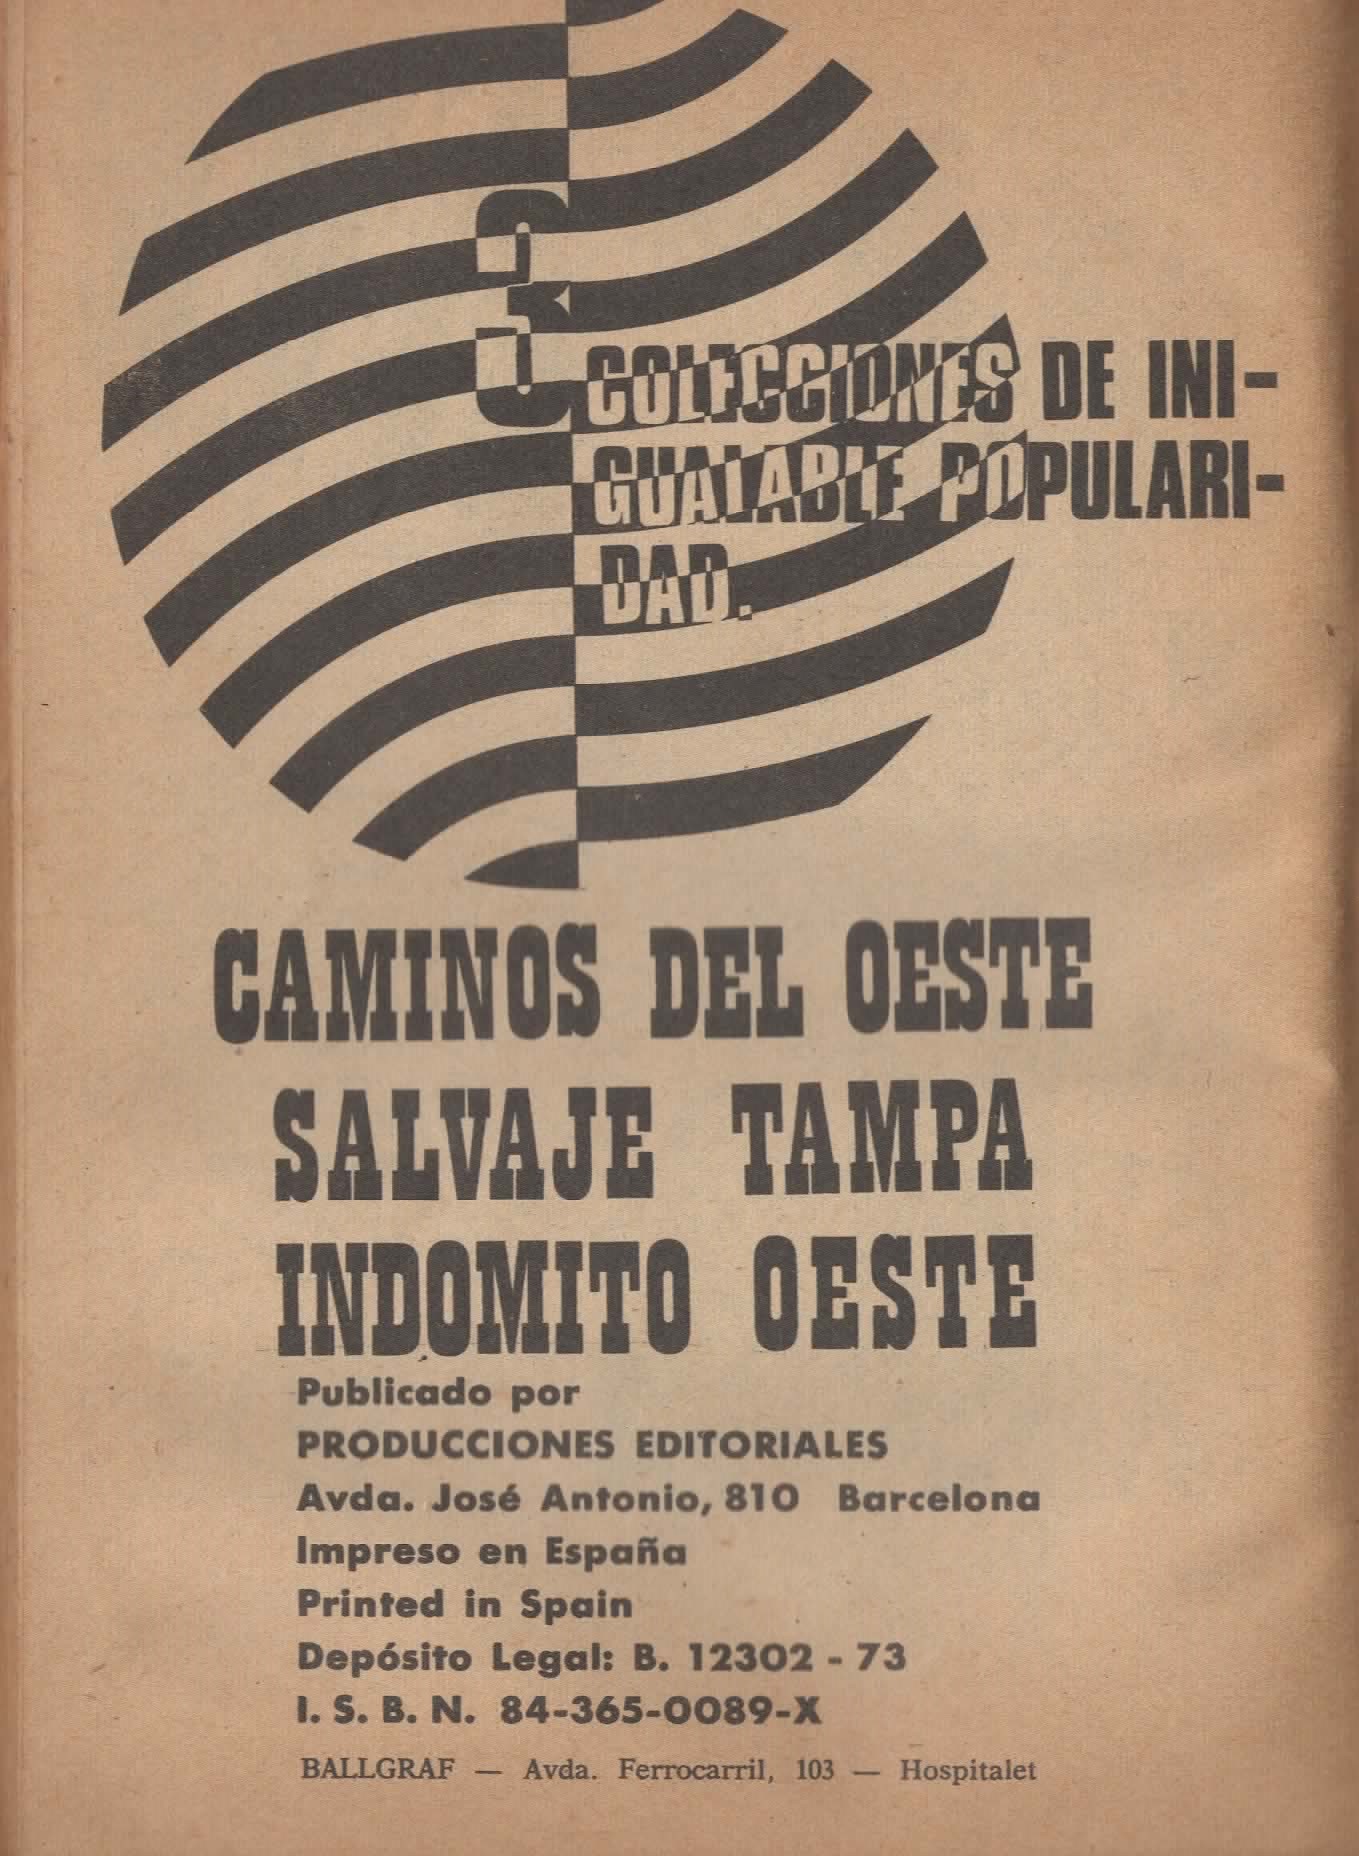 3 COLECCIONES DE INI-
GUALABLE POPULARI-
DAD.
CAMINOS DEL OESTE
SALVAJE TAMPA
INDOMITO OESTE
Publicado por
PRODUCCIONES EDITORIALES
Avda. José Antonio, 810 Barcelona
Impreso en España
Printed in Spain
Depósito Legal: B. 12302 - 73
I. S. B. N. 84-365-0089-X
BALLGRAF — Avda. Ferrocarril, 103 — Hospitalet